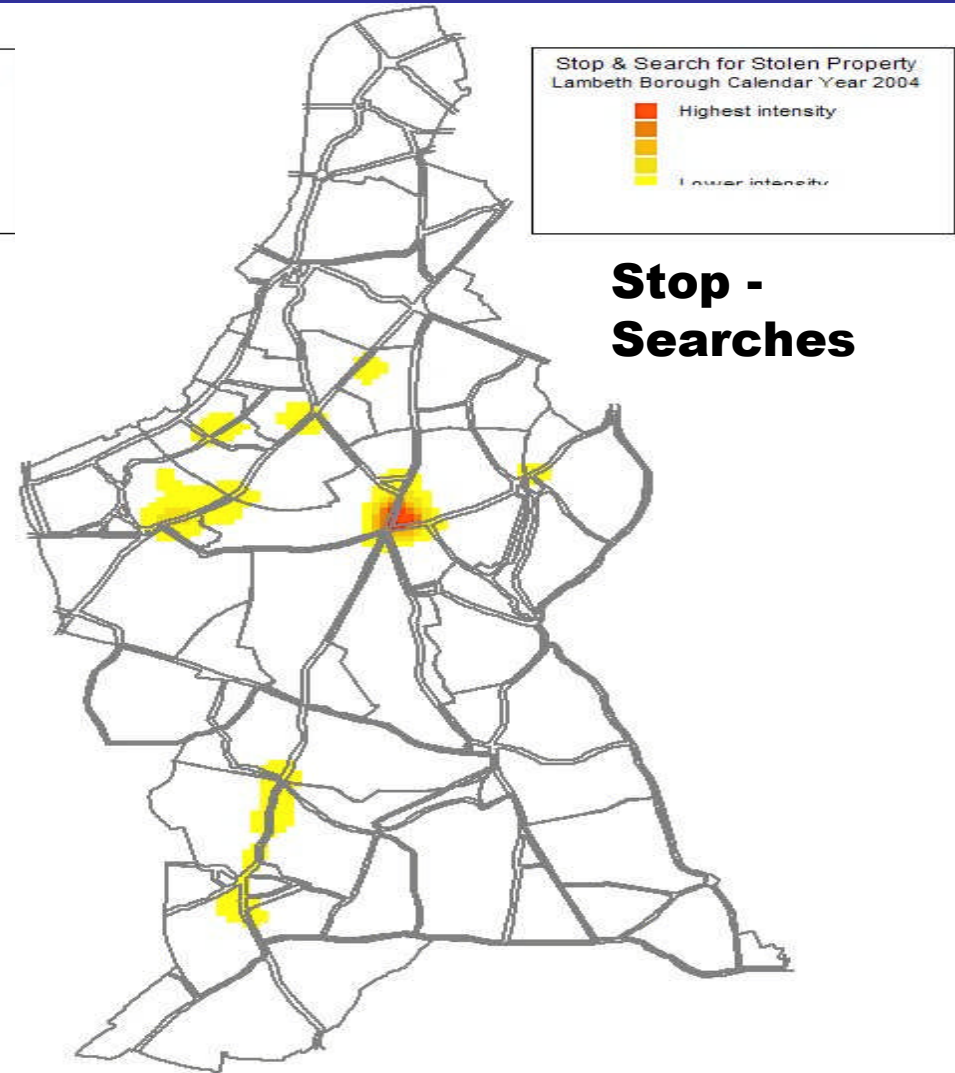 Stop & Search for Stolen Property
Lambeth Borough Calendar Year 2004
Highest intensity
Lower intensity
Stop -
Searches